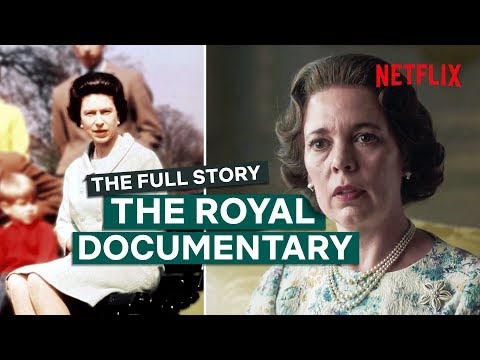 NETFLIX
THE FULL STORY
THE ROYAL
DOCUMENTARY